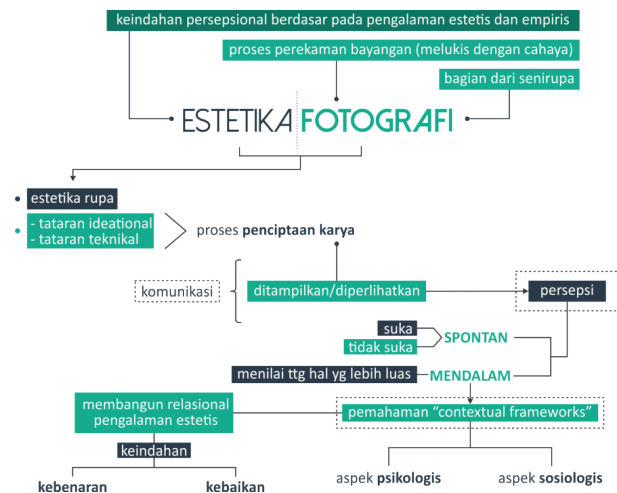 keindahan persepsional berdasar pada pengalaman estetis dan empiris
proses perekaman bayangan (melukis dengan cahaya)
bagian dari senirupa
ESTETIKA FOTOGRAFI
estetika rupa
- tataran ideational
- tataran teknikal
proses penciptaan karya
komunikasi
ditampilkan/diperlihatkan
persepsi
suka
tidak suka
SPONTAN
menilai ttg hal yg lebih luas
MENDALAM
membangun relasional
pengalaman estetis
pemahaman “contextual frameworks”
keindahan
kebenaran
kebaikan
aspek psikologis
aspek sosiologis